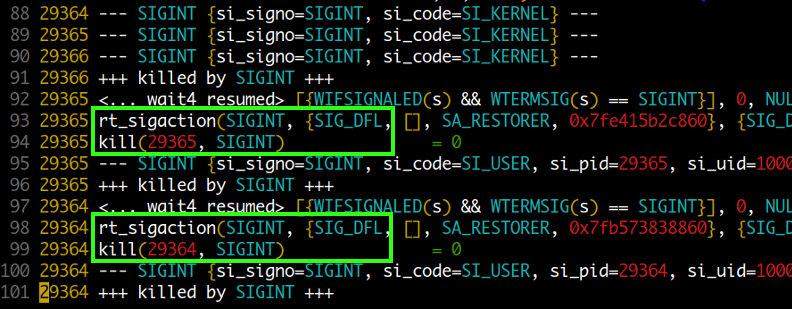 88 29364 --- SIGINT {si_signo=SIGINT, si_code=SI_KERNEL} ---
89 29365 --- SIGINT {si_signo=SIGINT, si_code=SI_KERNEL} ---
90 29366 --- SIGINT {si_signo=SIGINT, si_code=SI_KERNEL} ---
91 29366 +++ killed by SIGINT +++
92 29365 <... wait4 resumed> [{WIFSIGNALED(s) && WTERMSIG(s) == SIGINT}], 0, NUL
93 29365 rt_sigaction(SIGINT, {SIG_DFL, [], SA_RESTORER, 0x7fe415b2c860}, {SIG_D
94 29365 kill(29365, SIGINT) = 0
95 29365 --- SIGINT {si_signo=SIGINT, si_code=SI_USER, si_pid=29365, si_uid=1000
96 29365 +++ killed by SIGINT +++
97 29364 <... wait4 resumed> [{WIFSIGNALED(s) && WTERMSIG(s) == SIGINT}], 0, NUL
98 29364 rt_sigaction(SIGINT, {SIG_DFL, [], SA_RESTORER, 0x7fb573838860}, {SIG_D
99 29364 kill(29364, SIGINT) = 0
100 29364 --- SIGINT {si_signo=SIGINT, si_code=SI_USER, si_pid=29364, si_uid=1000
101 29364 +++ killed by SIGINT +++